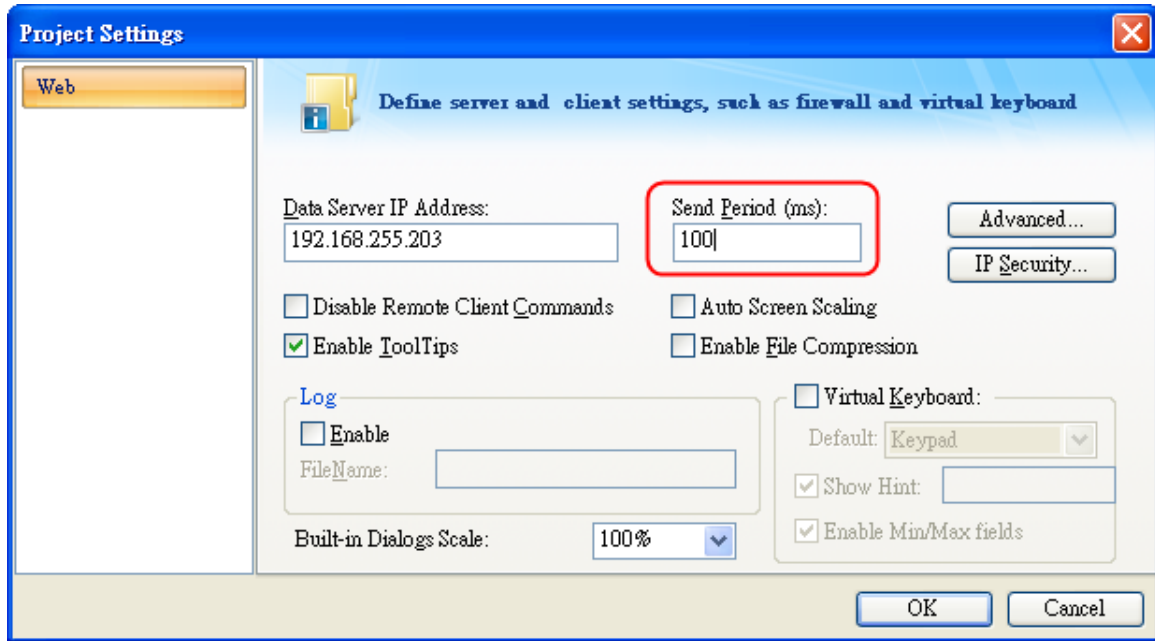 Project Settings
Web
Define server and client settings, such as firewall and virtual keyboard
Data Server IP Address:
Send Period (ms):
192.168.255.203
100
Advanced...
IP Security...
Disable Remote Client Commands
Auto Screen Scaling
Enable ToolTips
Enable File Compression
Log
Enable
FileName:
Virtual Keyboard:
Default: Keypad
Show Hint:
Enable Min/Max fields
Built-in Dialogs Scale: 100%
OK
Cancel